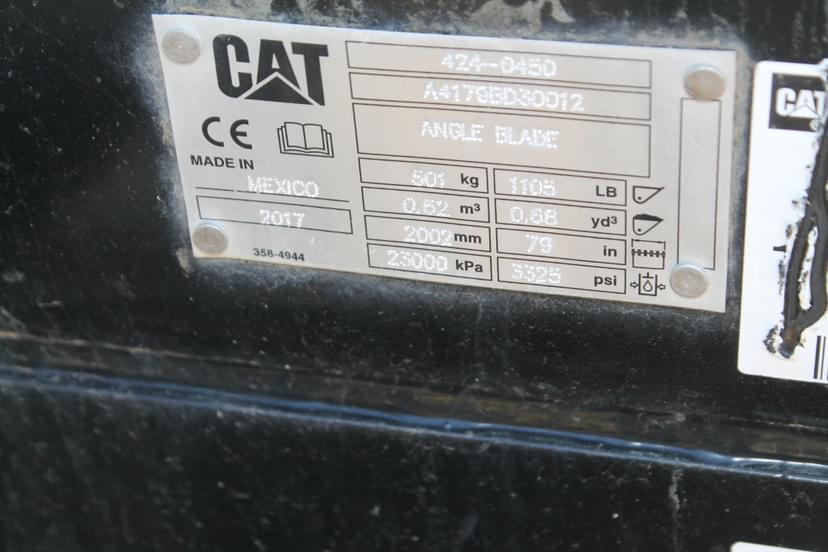 CAT
424--0450
A4179BD30012
ANGLE BLADE
CE
MADE IN
MEXICO
2017
358-4944
501 kg 1105 LB
0.52 m³ 0.68 yd³
2002 mm 79 in
23000 kPa 3325 psi
CAT